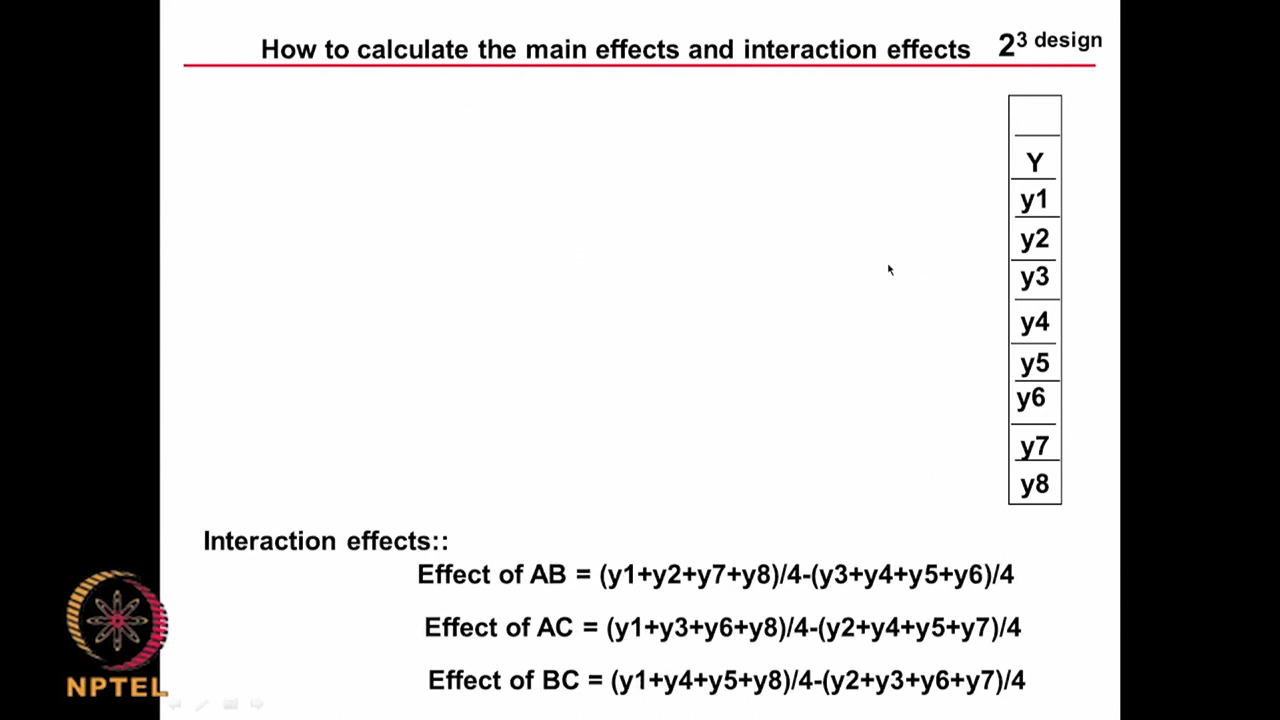 How to calculate the main effects and interaction effects 2³ design
Y
y1
y2
y3
y4
y5
y6
y7
y8
Interaction effects::
Effect of AB = (y1+y2+y7+y8)/4-(y3+y4+y5+y6)/4
Effect of AC = (y1+y3+y6+y8)/4-(y2+y4+y5+y7)/4
Effect of BC = (y1+y4+y5+y8)/4-(y2+y3+y6+y7)/4
NPTEL